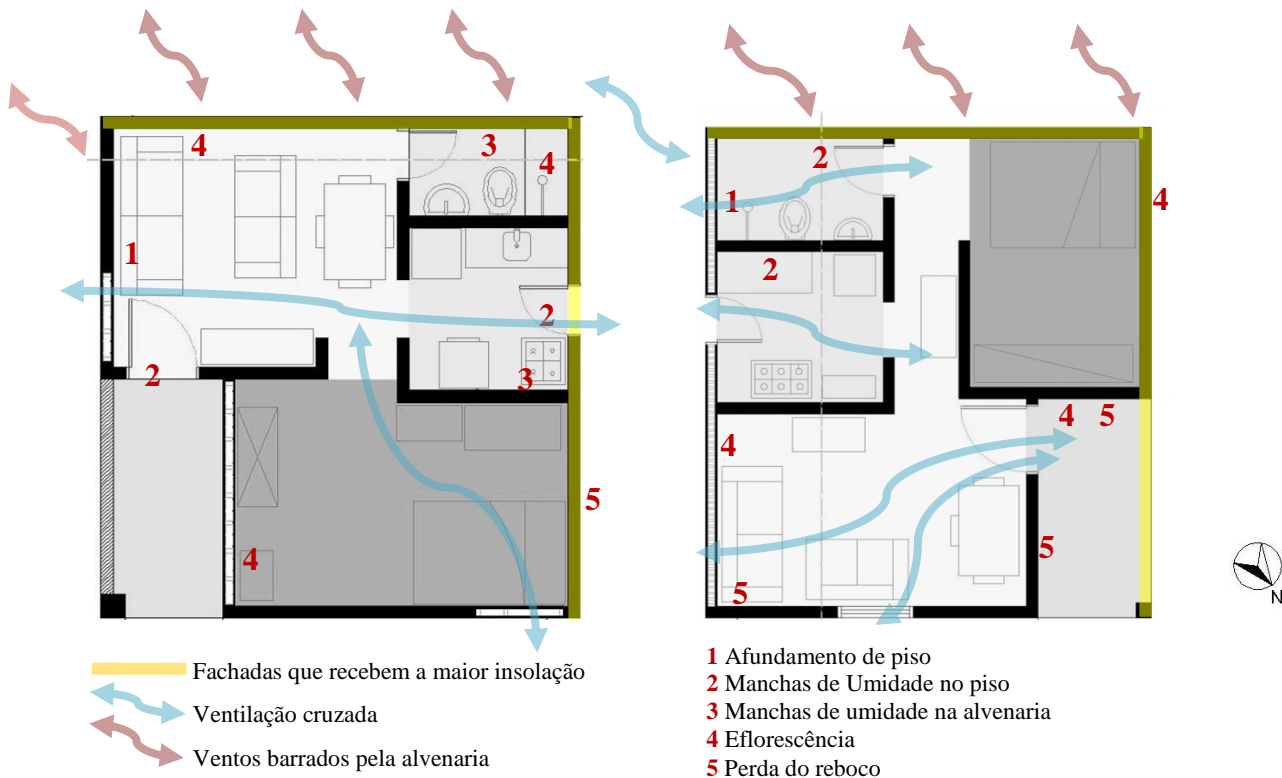 4
3
4
1
2
2
3
5
4
2
1
4
2
4
5
4
5
5
N
Fachadas que recebem a maior insolação
Ventilação cruzada
Ventos barrados pela alvenaria
1 Afundamento de piso
2 Manchas de Umidade no piso
3 Manchas de umidade na alvenaria
4 Eflorescência
5 Perda do reboco